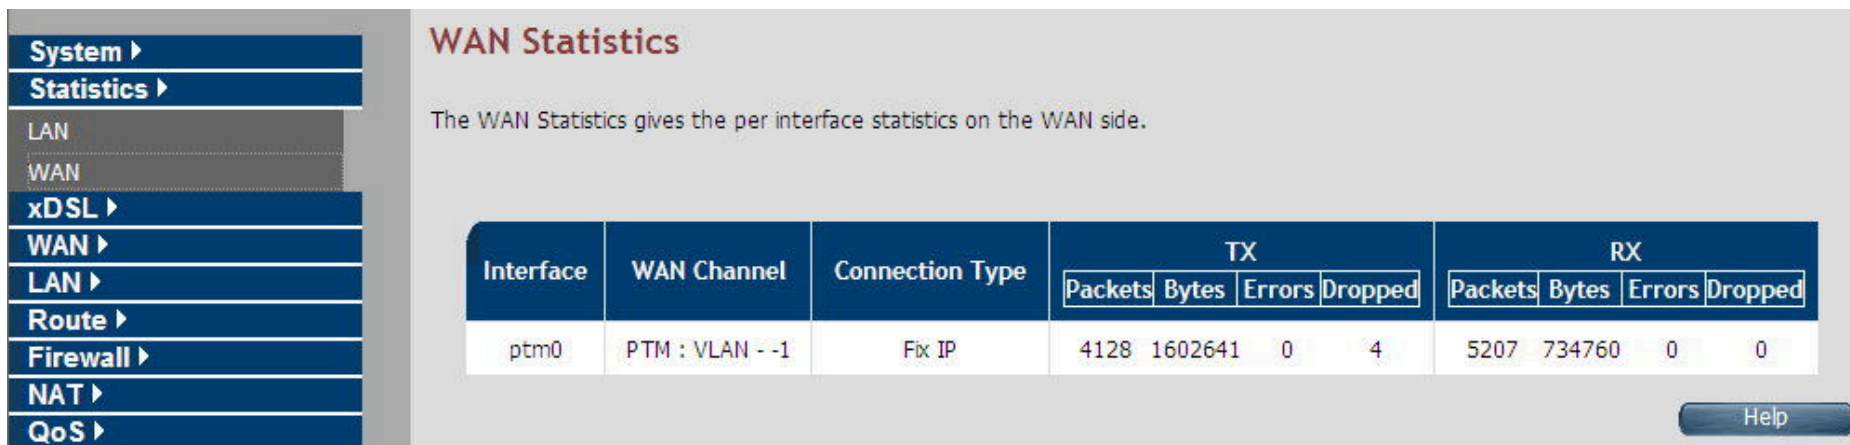 System
Statistics
LAN
WAN
xDSL
WAN
LAN
Route
Firewall
NAT
QoS
WAN Statistics
The WAN Statistics gives the per interface statistics on the WAN side.
Interface WAN Channel Connection Type TX RX
Packets Bytes Errors Dropped Packets Bytes Errors Dropped
ptm0 PTM : VLAN - -1 Fix IP 4128 1602641 0 4 5207 734760 0 0
Help